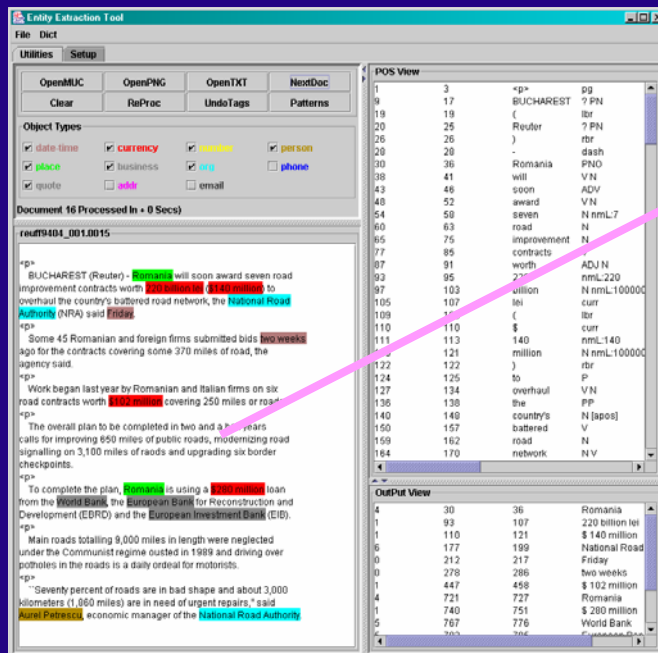 Entity Extraction Tool
File Dict
Utilities Setup
OpenMUC OpenPNG OpenTXT NextDoc
Clear ReProc UndoTags Patterns
Object Types
date-time currency number person
place business org phone
quote addr email
Document 16 Processed In + 0 Secs)
reuff9404_001.0015
<p>
BUCHAREST (Reuter) - Romania will soon award seven road
improvement contracts worth 220 billion lei ($140 million) to
overhaul the country's battered road network, the National Road
Authority (NRA) said Friday.
<p>
Some 45 Romanian and foreign firms submitted bids two weeks
ago for the contracts covering some 370 miles of road, the
agency said.
<p>
Work began last year by Romanian and Italian firms on six
road contracts worth $102 million covering 250 miles or road
<p>
The overall plan to be completed in two and a years
calls for improving 650 miles of public roads, modernizing road
signalling on 3,100 miles of raods and upgrading six border
checkpoints.
<p>
To complete the plan, Romania is using a $280 million loan
from the World Bank, the European Bank for Reconstruction and
Development (EBRD) and the European Investment Bank (EIB).
<p>
Main roads totalling 9,000 miles in length were neglected
under the Communist regime ousted in 1989 and driving over
potholes in the roads is a daily ordeal for motorists.
<p>
``Seventy percent of roads are in bad shape and about 3,000
kilometers (1,860 miles) are in need of urgent repairs,'' said
Aurel Petrescu, economic manager of the National Road Authority
POS View
1 3 <p> pg
9 17 BUCHAREST ? PN
19 19 ( lbr
20 25 Reuter ? PN
26 26 ) rbr
28 28 - dash
30 36 Romania PNO
38 41 will V N
43 46 soon ADV
48 52 award V N
54 58 seven N nmL:7
60 63 road N
65 75 improvement N
77 85 contracts
87 91 worth ADJ N
93 95 nmL:220
97 103 billion N nmL:100000
105 107 lei curr
109 ( lbr
110 110 $ curr
111 113 140 nmL:140
121 million N nmL:100000
122 122 ) rbr
124 125 to P
127 134 overhaul V N
136 138 the PP
140 148 country's N [apos]
150 157 battered V
159 162 road N
164 170 network N V
OutPut View
4 30 36 Romania
1 93 107 220 billion lei
1 110 121 $ 140 million
6 177 199 National Road
0 212 217 Friday
0 278 286 two weeks
1 447 458 $ 102 million
4 721 727 Romania
1 740 751 $ 280 million
5 767 776 World Bank